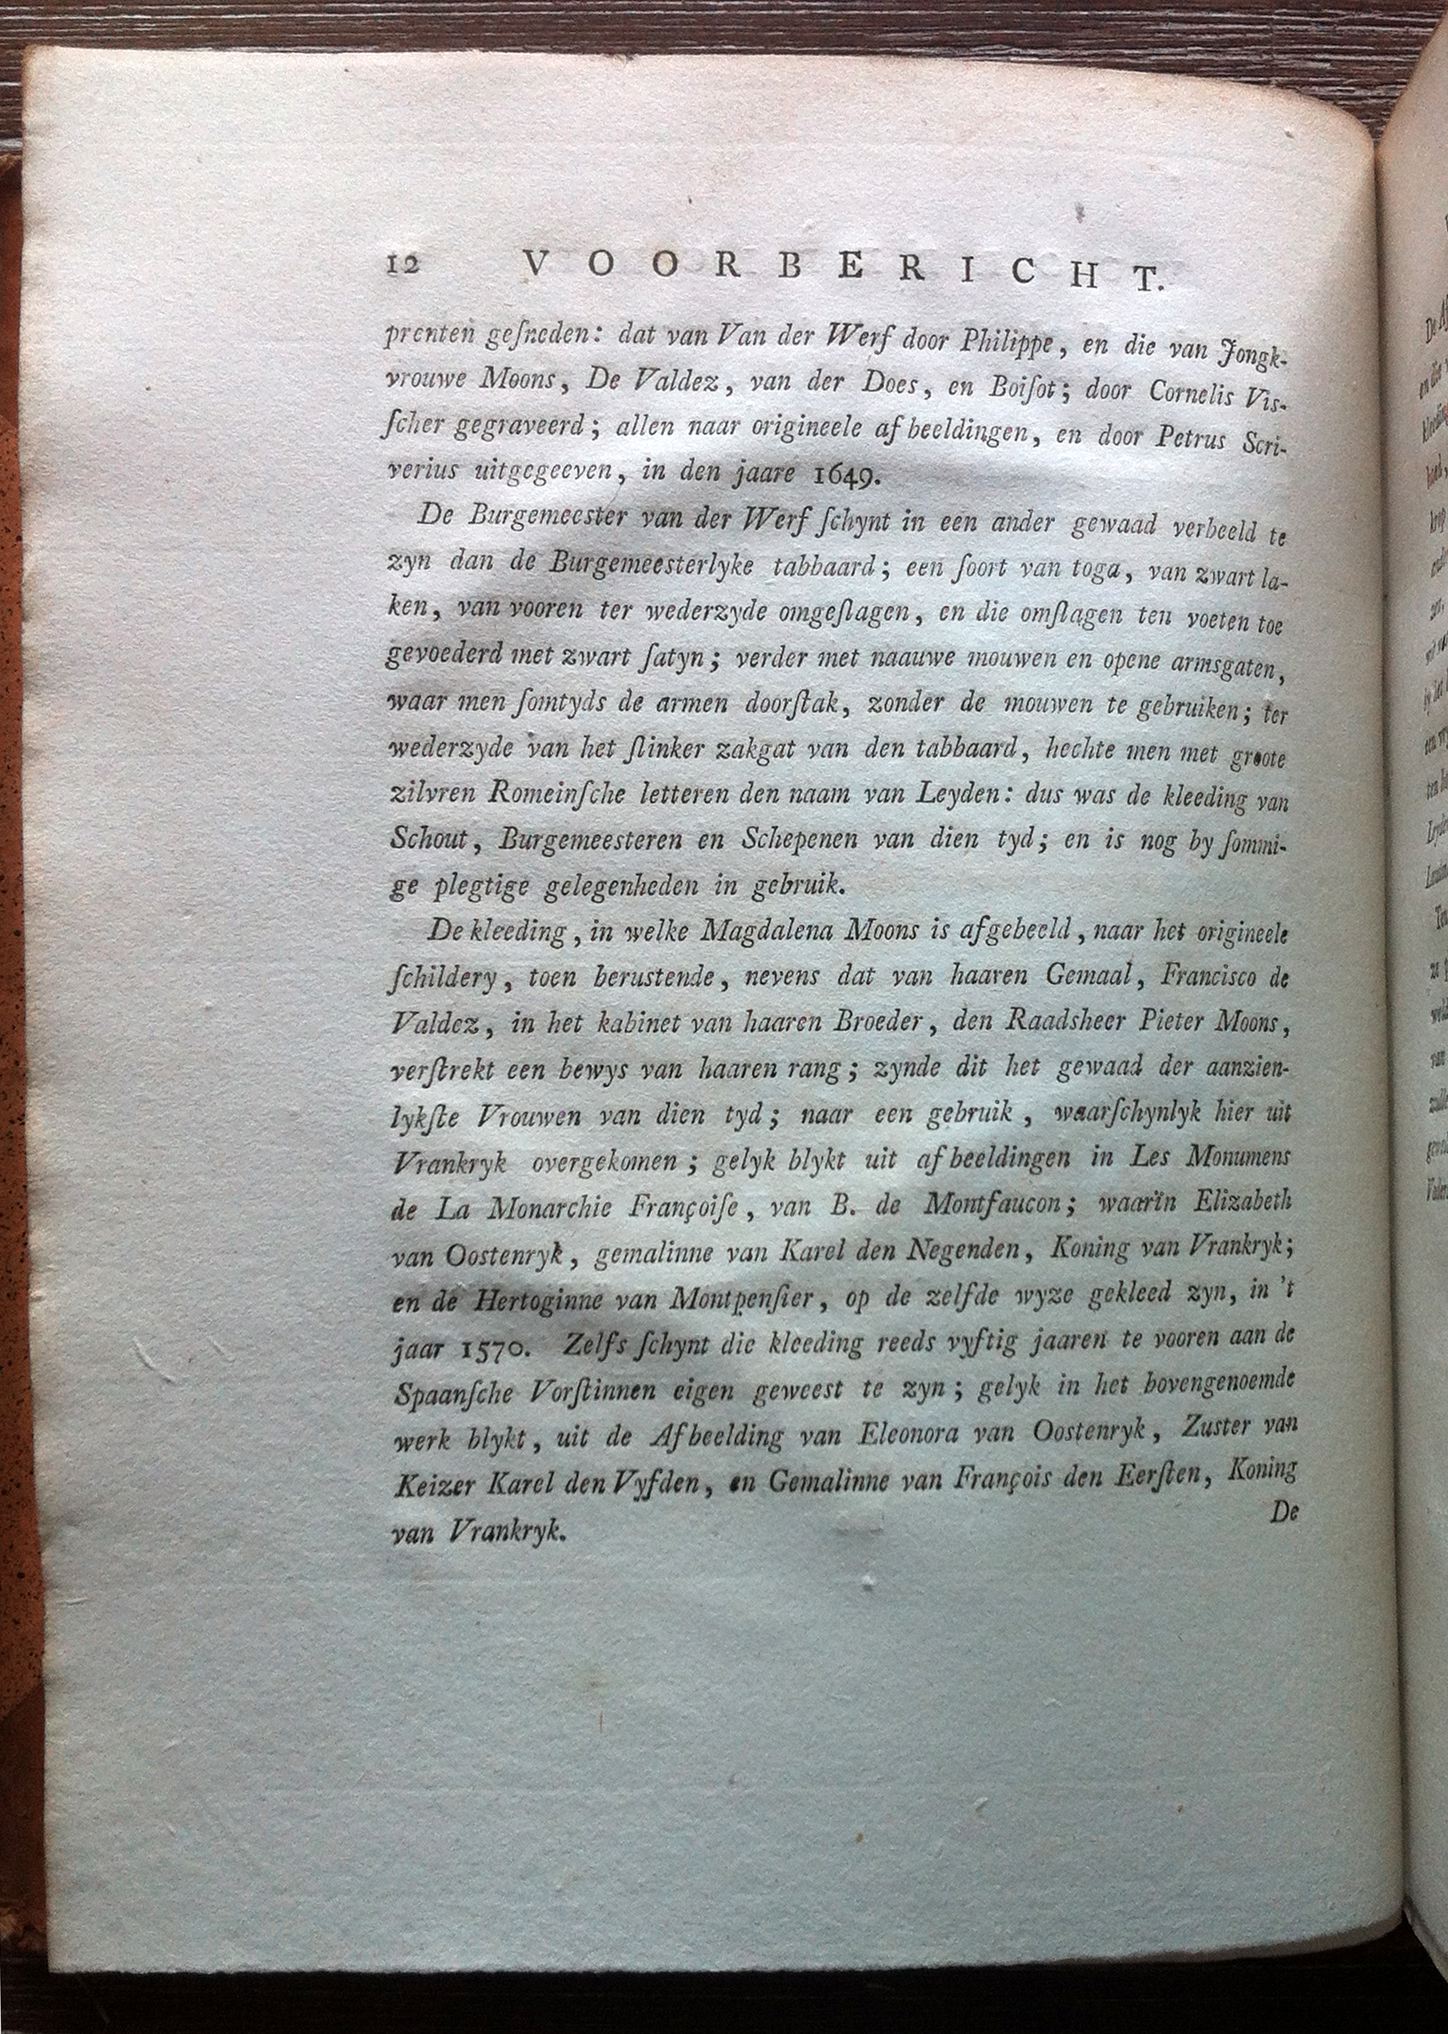 12 VOORBERICHT.
prenten geſneden: dat van Van der Werf door Philippe, en die van Jongk-
vrouwe Moons, De Valdez, van der Does, en Boiſot; door Cornelis Vis-
ſcher gegraveerd; allen naar origineele afbeeldingen, en door Petrus Scri-
verius uitgegeeven, in den jaare 1649.
De Burgemeester van der Werf ſchynt in een ander gewaad verbeeld te
zyn dan de Burgemeesterlyke tabbaard; een ſoort van toga, van zwart la-
ken, van vooren ter wederzyde omgeſlagen, en die omſlagen ten voeten toe
gevoederd met zwart ſatyn; verder met naauwe mouwen en opene armsgaten,
waar men ſomtyds de armen doorſtak, zonder de mouwen te gebruiken; ter
wederzyde van het ſlinker zakgat van den tabbaard, hechte men met groote
zilvren Romeinſche letteren den naam van Leyden: dus was de kleeding van
Schout, Burgemeesteren en Schepenen van dien tyd; en is nog by ſommi-
ge plegtige gelegenheden in gebruik.
De kleeding, in welke Magdalena Moons is afgebeeld, naar het origineele
ſchildery, toen berustende, nevens dat van haaren Gemaal, Francisco de
Valdez, in het kabinet van haaren Broeder, den Raadsheer Pieter Moons,
verſtrekt een bewys van haaren rang; zynde dit het gewaad der aanzien-
lykſte Vrouwen van dien tyd; naar een gebruik, waarſchynlyk hier uit
Vrankryk overgekomen; gelyk blykt uit afbeeldingen in Les Monumens
de La Monarchie Françoiſe, van B. de Montfaucon; waarïn Elizabeth
van Oostenryk, gemalinne van Karel den Negenden, Koning van Vrankryk;
en de Hertoginne van Montpenſier, op de zelfde wyze gekleed zyn, in 't
jaar 1570. Zelfs ſchynt die kleeding reeds vyftig jaaren te vooren aan de
Spaanſche Vorſtinnen eigen geweest te zyn; gelyk in het bovengenoemde
werk blykt, uit de Afbeelding van Eleonora van Oostenryk, Zuster van
Keizer Karel den Vyfden, en Gemalinne van François den Eerſten, Koning
van Vrankryk.
De